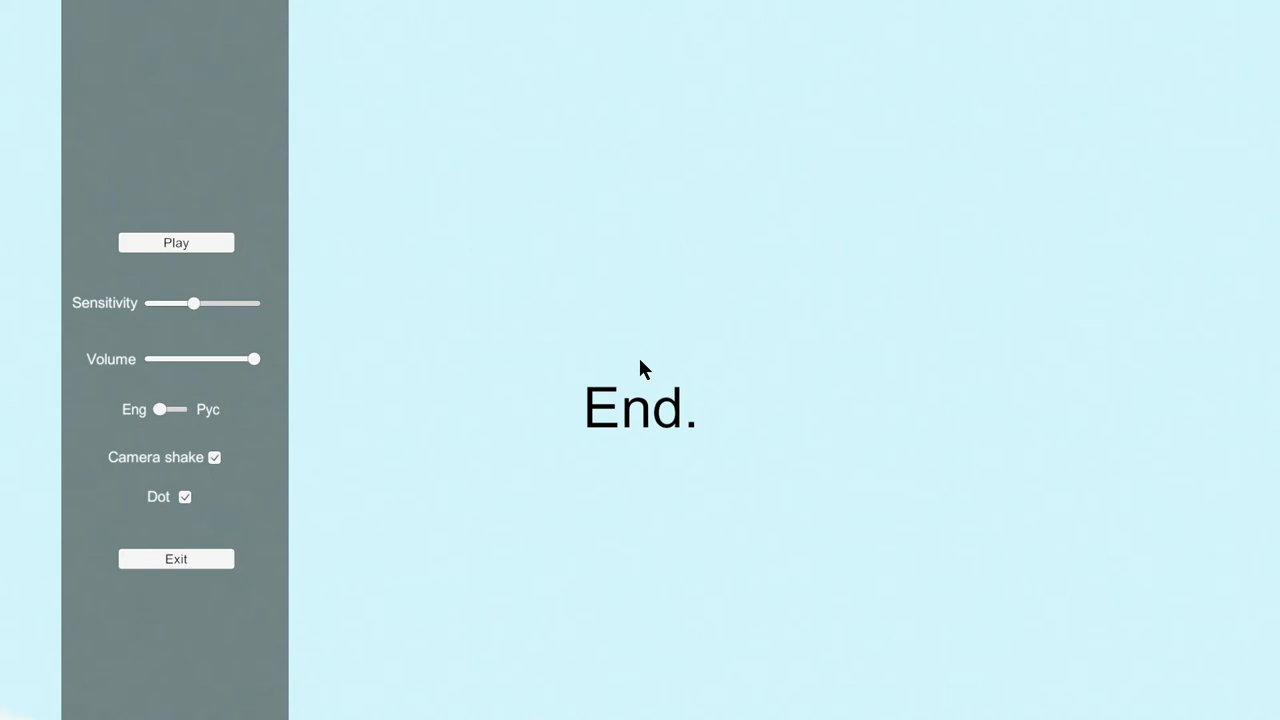 Play
Sensitivity
Volume
End.
Eng Рус
Camera shake
Dot
Exit